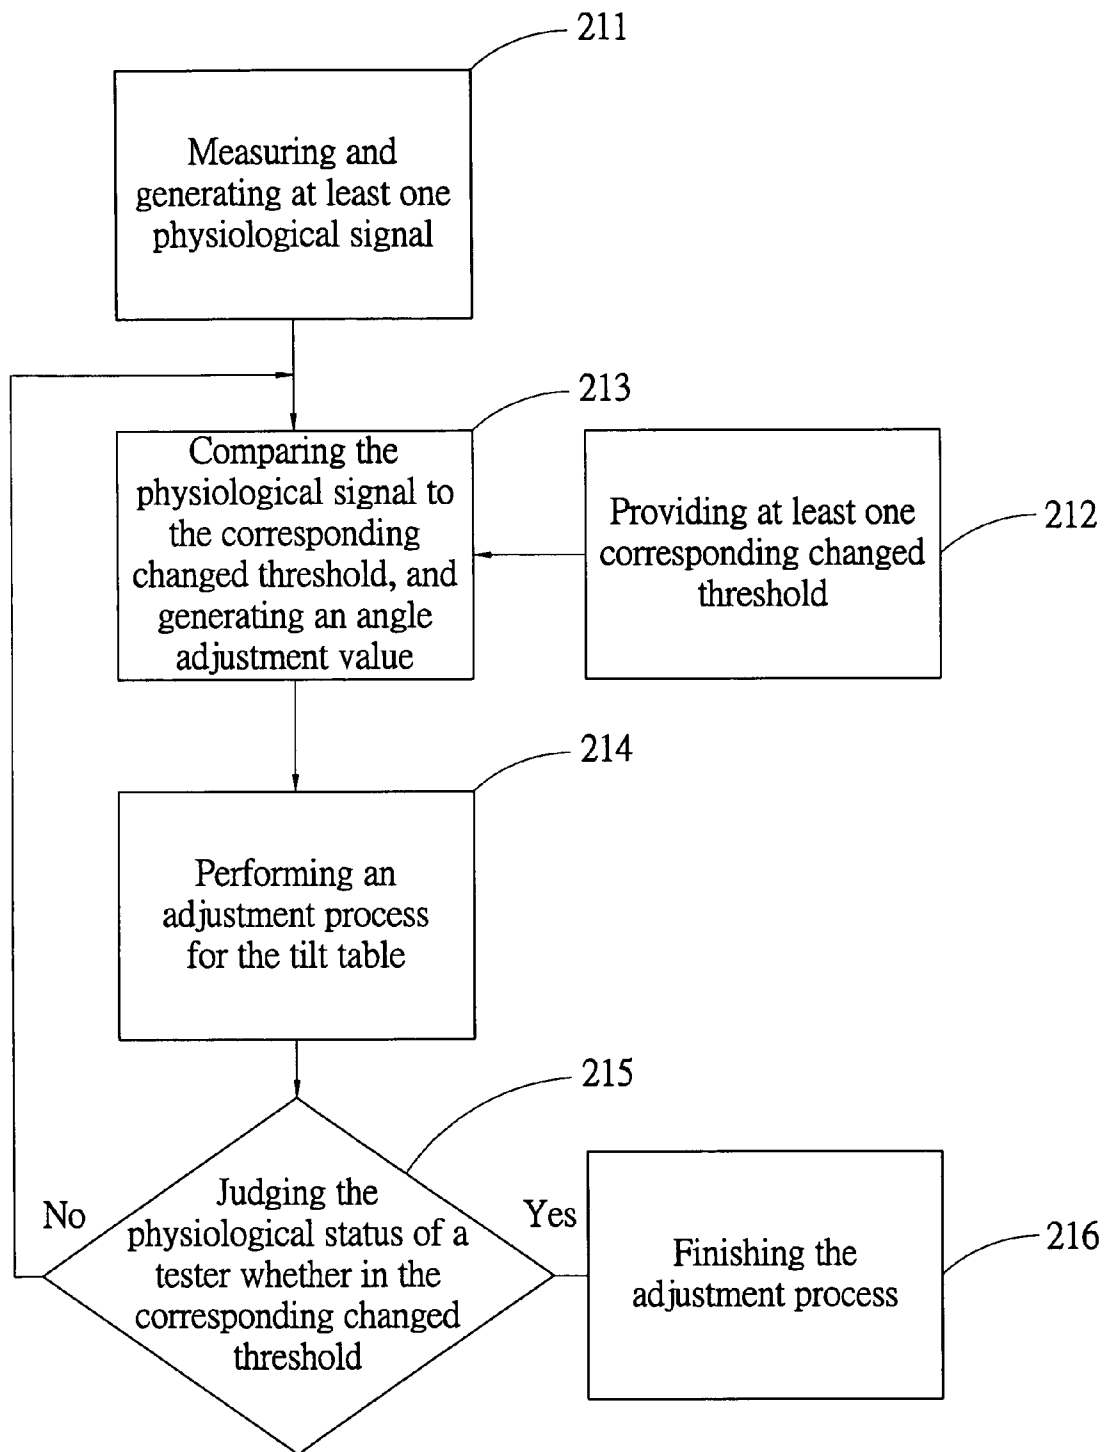 211
Measuring and
generating at least one
physiological signal
213
Comparing the
physiological signal to
the corresponding
changed threshold, and
generating an angle
adjustment value
Providing at least one
corresponding changed
threshold
212
214
Performing an
adjustment process
for the tilt table
215
No
Judging the
physiological status of a
tester whether in the
corresponding changed
threshold
Yes
Finishing the
adjustment process
216